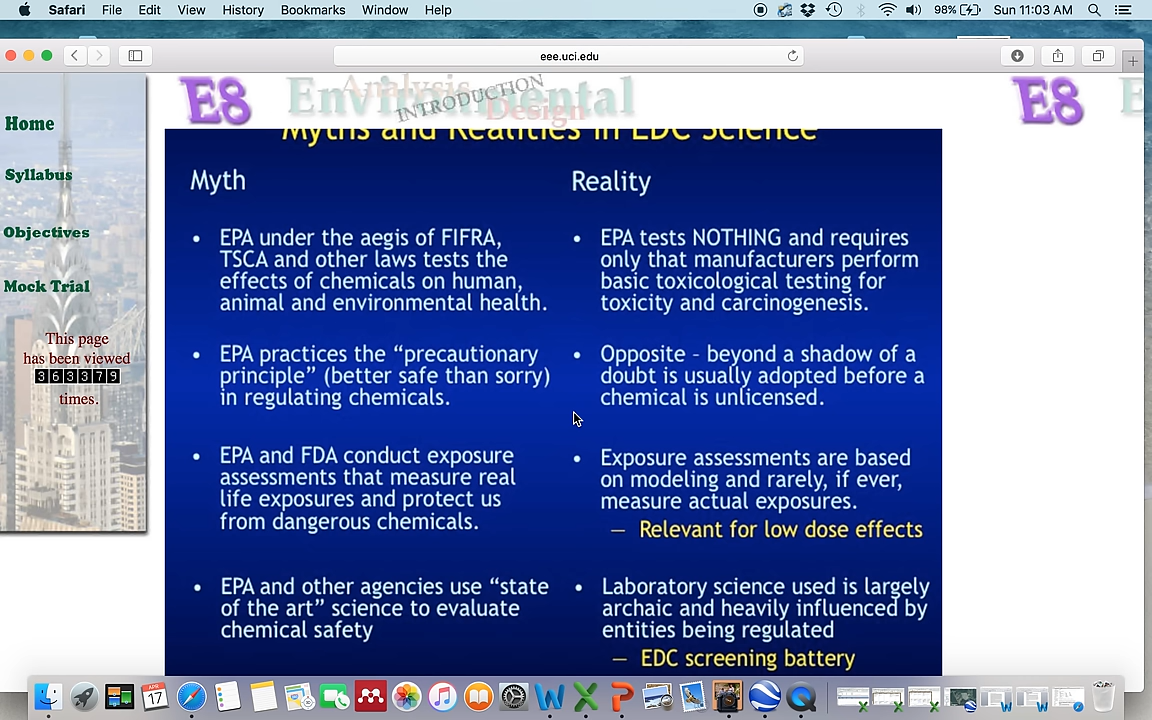 Safari File Edit View History Bookmarks Window Help
98% Sun 11:03 AM
eee.uci.edu
E8 Environmental
Analysis
INTRODUCTION
Design
E8 E
Home
Syllabus
Objectives
Mock Trial
This page
has been viewed
363379
times.
Myths and Realities in EDC Science
Myth
• EPA under the aegis of FIFRA,
TSCA and other laws tests the
effects of chemicals on human,
animal and environmental health.
• EPA practices the “precautionary
principle” (better safe than sorry)
in regulating chemicals.
• EPA and FDA conduct exposure
assessments that measure real
life exposures and protect us
from dangerous chemicals.
• EPA and other agencies use “state
of the art” science to evaluate
chemical safety
Reality
• EPA tests NOTHING and requires
only that manufacturers perform
basic toxicological testing for
toxicity and carcinogenesis.
• Opposite - beyond a shadow of a
doubt is usually adopted before a
chemical is unlicensed.
• Exposure assessments are based
on modeling and rarely, if ever,
measure actual exposures.
— Relevant for low dose effects
• Laboratory science used is largely
archaic and heavily influenced by
entities being regulated
— EDC screening battery
APR
17